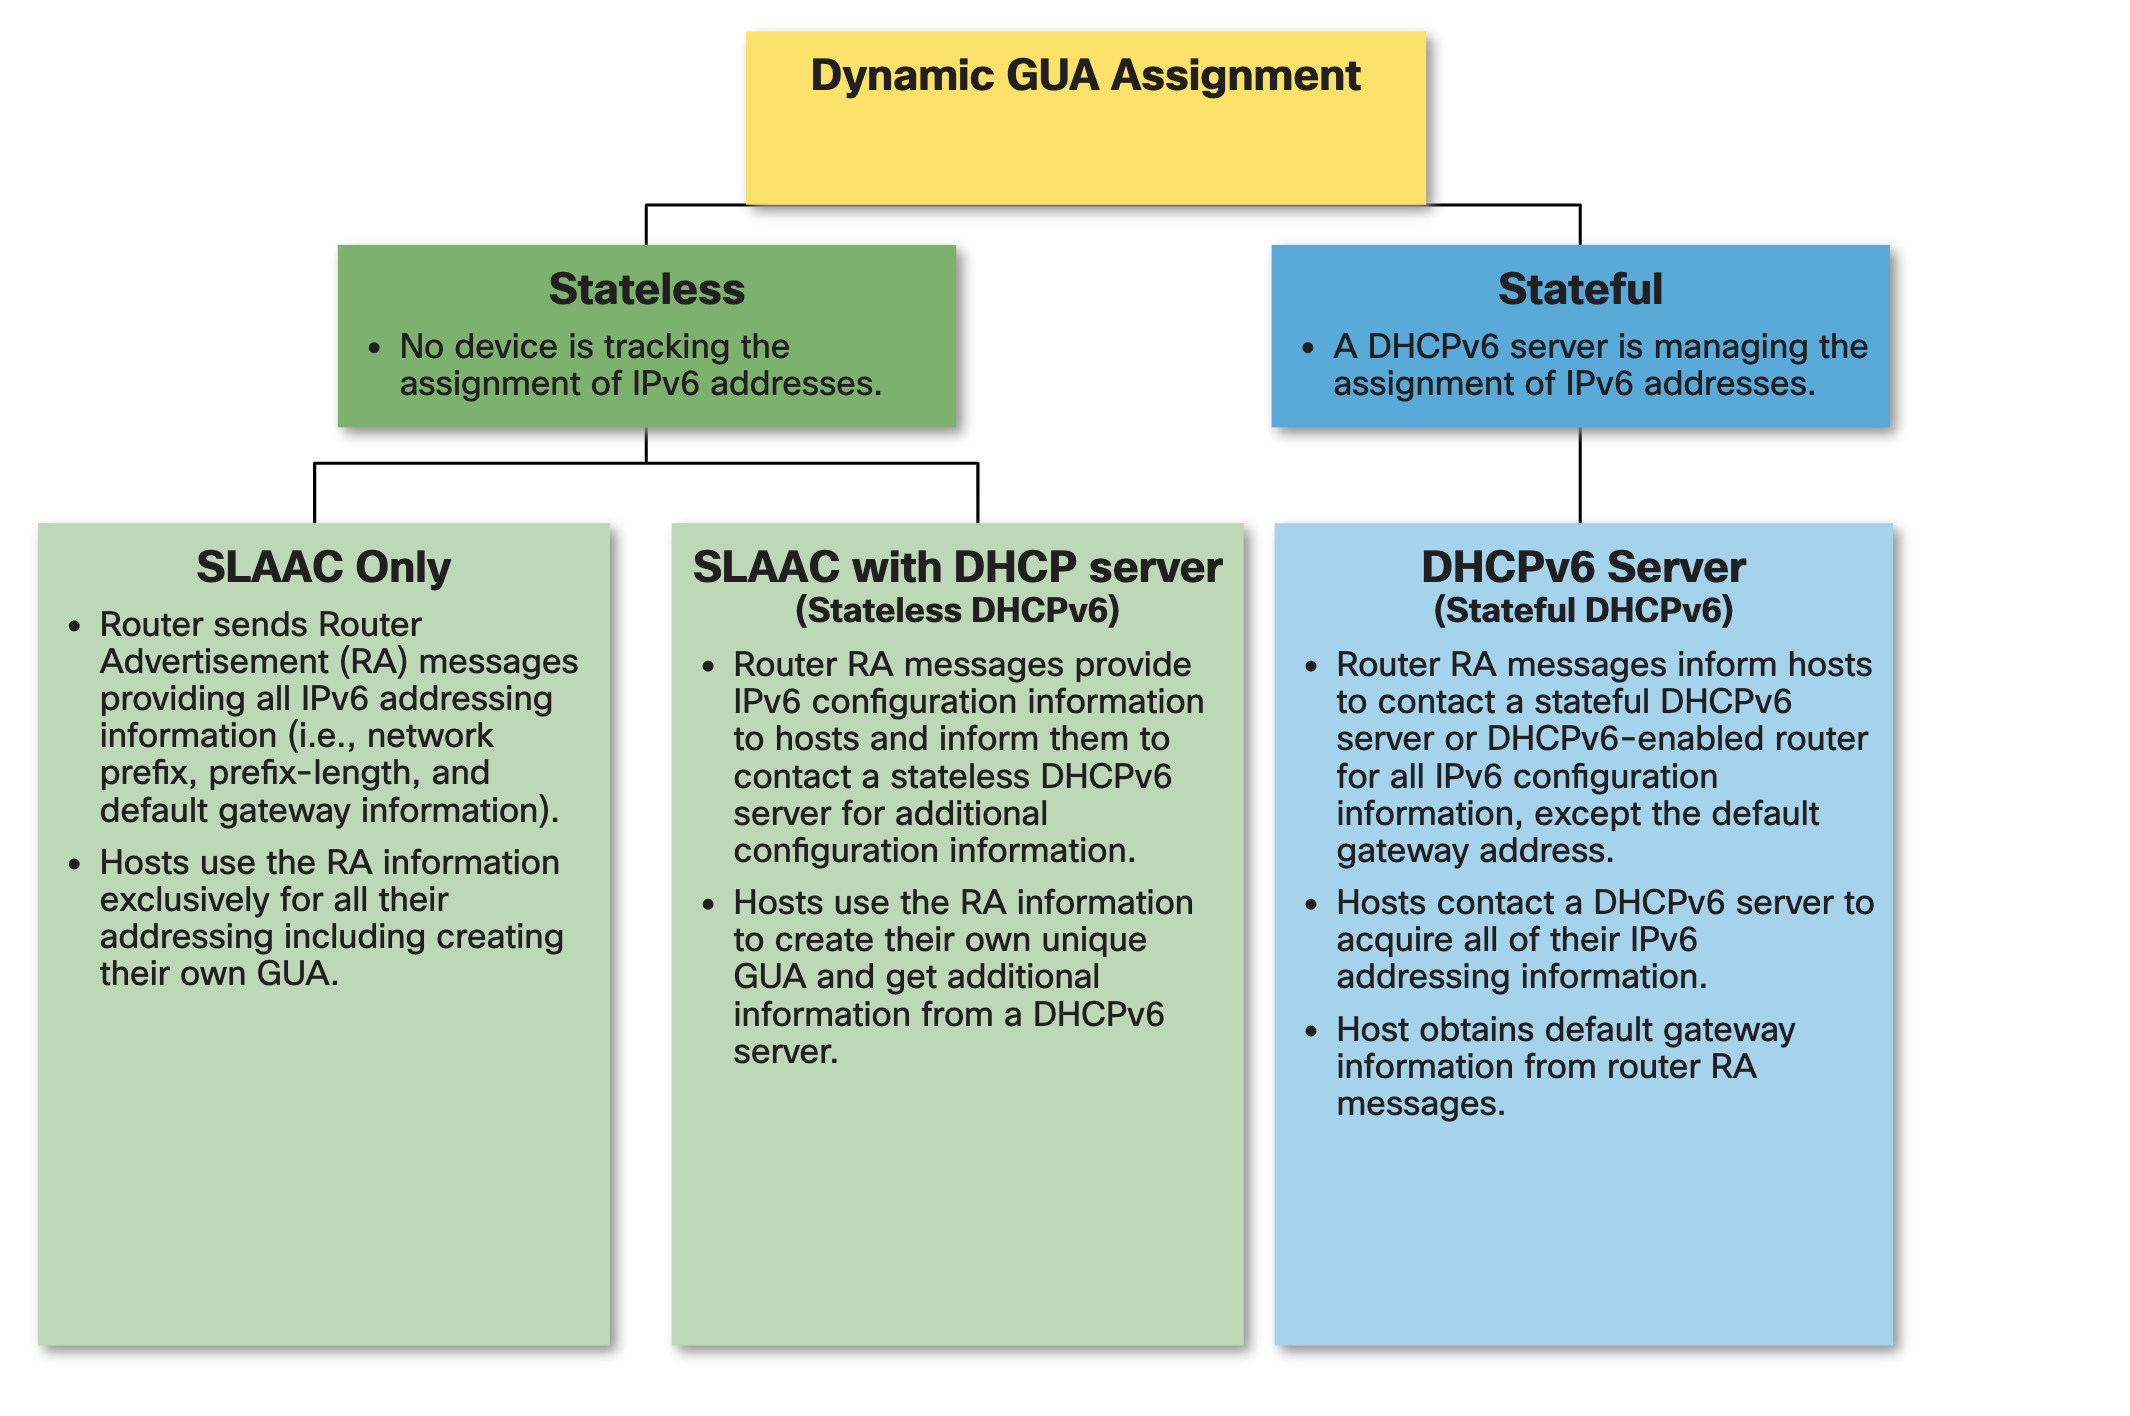 Dynamic GUA Assignment
Stateless
• No device is tracking the
assignment of IPv6 addresses.
Stateful
• A DHCPv6 server is managing the
assignment of IPv6 addresses.
SLAAC Only
• Router sends Router
Advertisement (RA) messages
providing all IPv6 addressing
information (i.e., network
prefix, prefix-length, and
default gateway information).
• Hosts use the RA information
exclusively for all their
addressing including creating
their own GUA.
SLAAC with DHCP server
(Stateless DHCPv6)
• Router RA messages provide
IPv6 configuration information
to hosts and inform them to
contact a stateless DHCPv6
server for additional
configuration information.
• Hosts use the RA information
to create their own unique
GUA and get additional
information from a DHCPv6
server.
DHCPv6 Server
(Stateful DHCPv6)
• Router RA messages inform hosts
to contact a stateful DHCPv6
server or DHCPv6-enabled router
for all IPv6 configuration
information, except the default
gateway address.
• Hosts contact a DHCPv6 server to
acquire all of their IPv6
addressing information.
• Host obtains default gateway
information from router RA
messages.